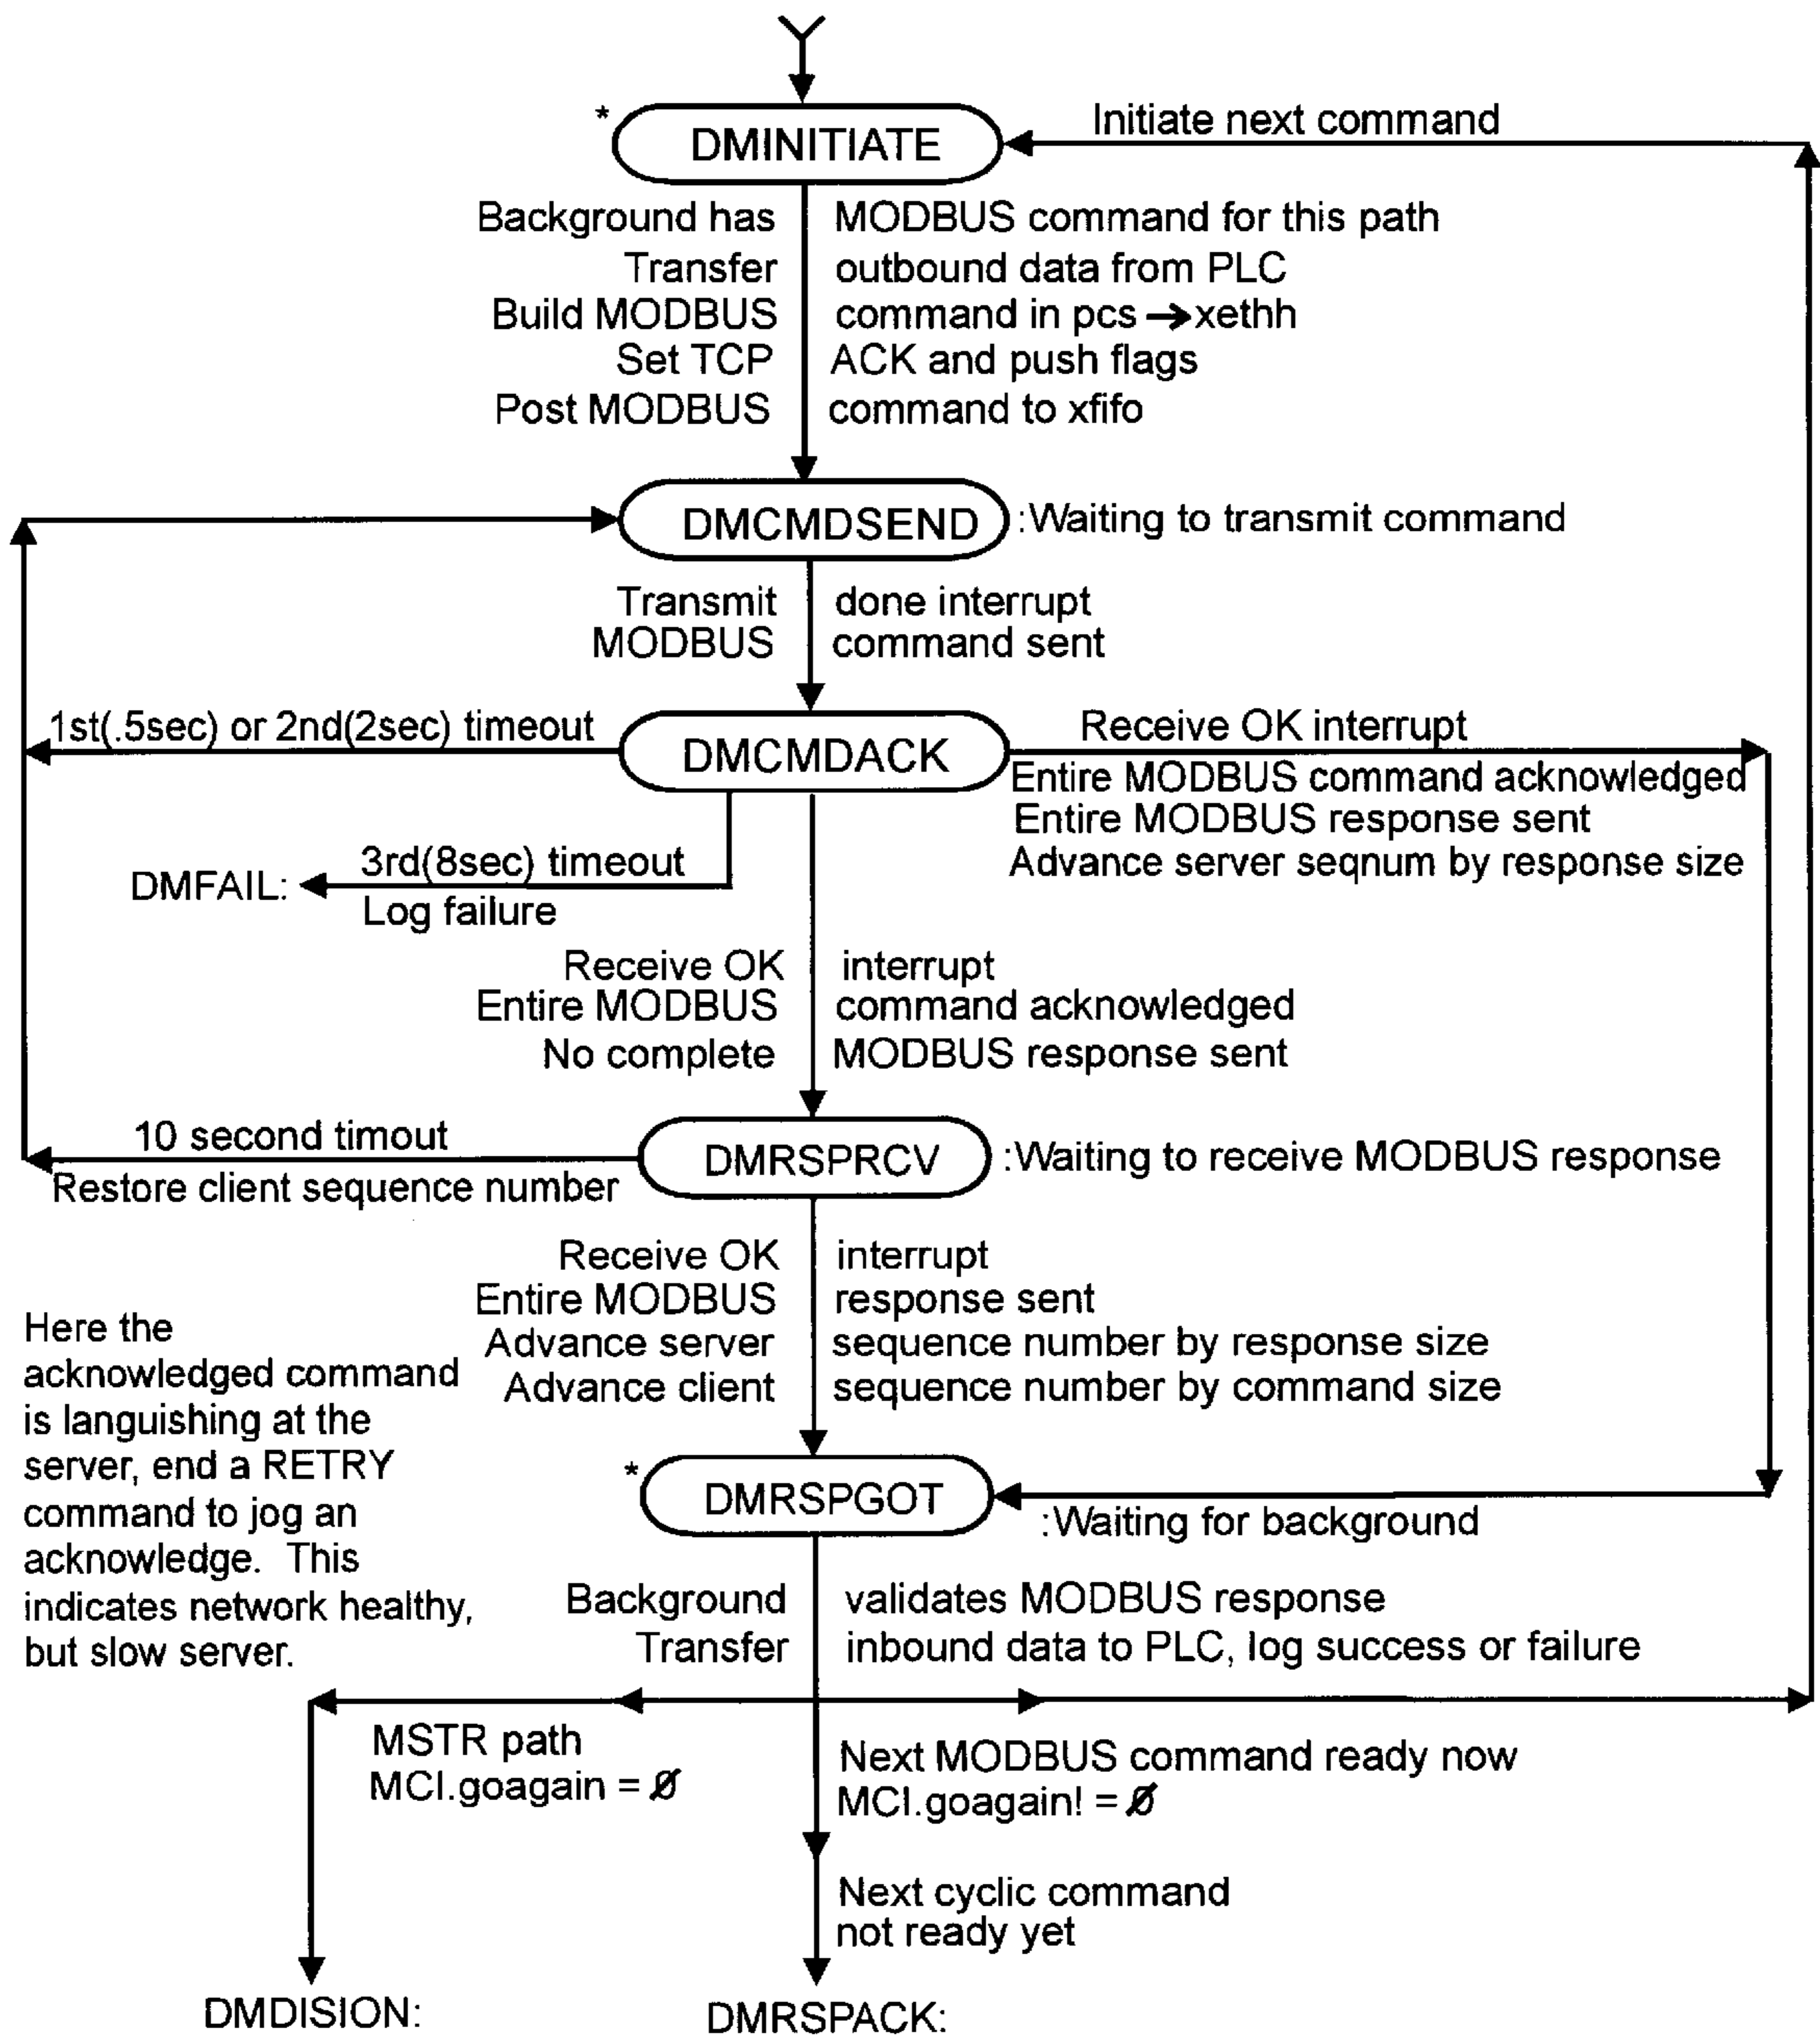 *
DMINITIATE
Initiate next command
Background has MODBUS command for this path
Transfer outbound data from PLC
Build MODBUS command in pcs →xethh
Set TCP ACK and push flags
Post MODBUS command to xfifo
DMCMDSEND :Waiting to transmit command
Transmit done interrupt
MODBUS command sent
1st(.5sec) or 2nd(2sec) timeout
DMCMDACK
Receive OK interrupt
Entire MODBUS command acknowledged
Entire MODBUS response sent
Advance server seqnum by response size
3rd(8sec) timeout
DMFAIL:
Log failure
Receive OK interrupt
Entire MODBUS command acknowledged
No complete MODBUS response sent
10 second timout
Restore client sequence number
DMRSPRCV :Waiting to receive MODBUS response
Receive OK interrupt
Entire MODBUS response sent
Advance server sequence number by response size
Advance client sequence number by command size
Here the
acknowledged command
is languishing at the
server, end a RETRY
command to jog an
acknowledge. This
indicates network healthy,
but slow server.
*
DMRSPGOT
:Waiting for background
Background validates MODBUS response
Transfer inbound data to PLC, log success or failure
MSTR path
MCI.goagain = Ø
Next MODBUS command ready now
MCI.goagain! = Ø
Next cyclic command
not ready yet
DMDISION:
DMRSPACK: